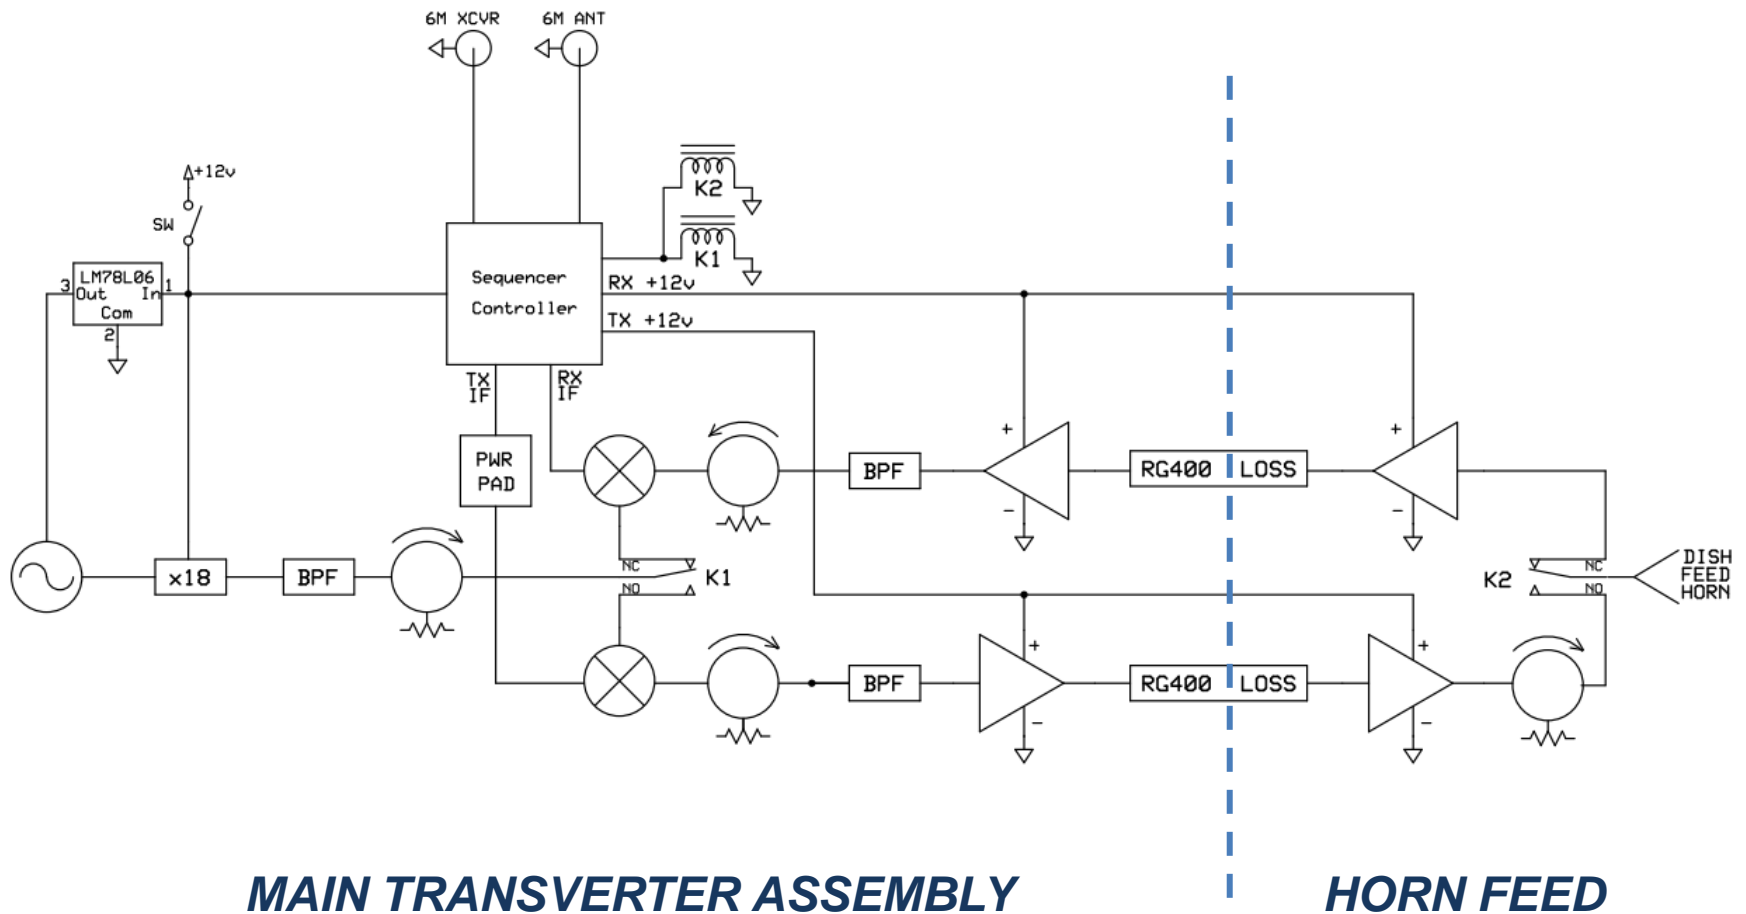 6M XCVR
6M ANT
+12v
SW
K2
K1
LM78L06
3
Out
In
1
Com
2
Sequencer
Controller
RX +12v
TX +12v
TX
IF
RX
IF
PWR
PAD
BPF
+
-
RG400 LOSS
+
-
x18
BPF
NC
NO
K1
K2
NC
NO
DISH
FEED
HORN
BPF
+
-
RG400 LOSS
+
-
MAIN TRANSVERTER ASSEMBLY
HORN FEED